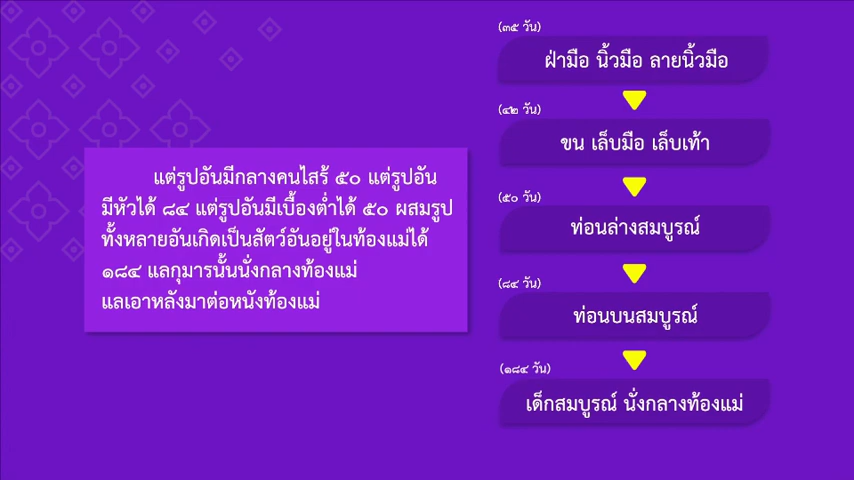 แต่รูปอันมีกลางคนไสร้ ๕๐ แต่รูปอัน
มีหัวได้ ๘๔ แต่รูปอันมีเบื้องต่ำได้ ๕๐ ผสมรูป
ทั้งหลายอันเกิดเป็นสัตว์อันอยู่ในท้องแม่ได้
๑๘๔ แลกุมารนั้นนั่งกลางท้องแม่
แลเอาหลังมาต่อหนังท้องแม่
(๓๕ วัน)
ฝ่ามือ นิ้วมือ ลายนิ้วมือ
(๔๒ วัน)
ขน เล็บมือ เล็บเท้า
(๕๐ วัน)
ท่อนล่างสมบูรณ์
(๘๔ วัน)
ท่อนบนสมบูรณ์
(๑๘๔ วัน)
เด็กสมบูรณ์ นั่งกลางท้องแม่